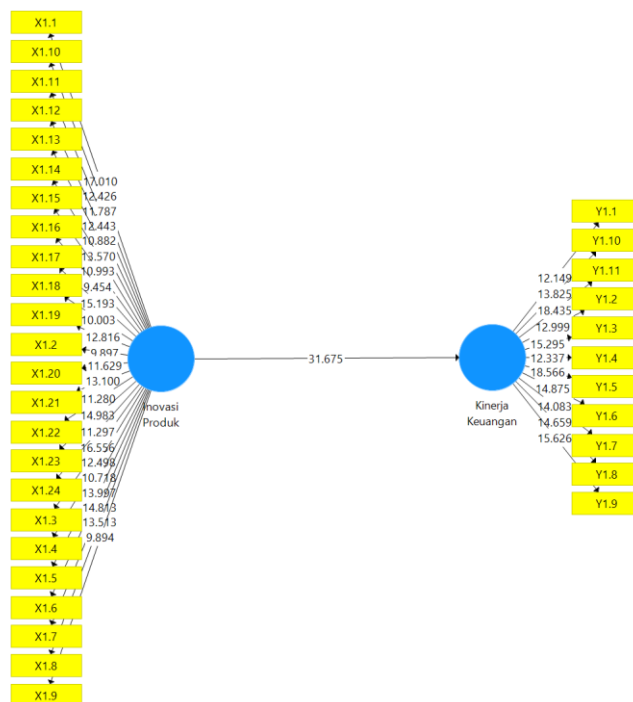 X1.1
X1.10
X1.11
X1.12
X1.13
X1.14
X1.15
X1.16
X1.17
X1.18
X1.19
X1.2
X1.20
X1.21
X1.22
X1.23
X1.24
X1.3
X1.4
X1.5
X1.6
X1.7
X1.8
X1.9
17.010
12.426
11.787
12.443
10.882
13.570
10.993
9.454
15.193
10.003
12.816
9.897
11.629
13.100
11.280
14.983
11.297
16.556
12.498
10.718
13.997
14.813
13.513
9.894
Inovasi
Produk
31.675
Kinerja
Keuangan
12.149
13.825
18.435
12.999
15.295
12.337
18.566
14.875
14.083
14.659
15.626
Y1.1
Y1.10
Y1.11
Y1.2
Y1.3
Y1.4
Y1.5
Y1.6
Y1.7
Y1.8
Y1.9